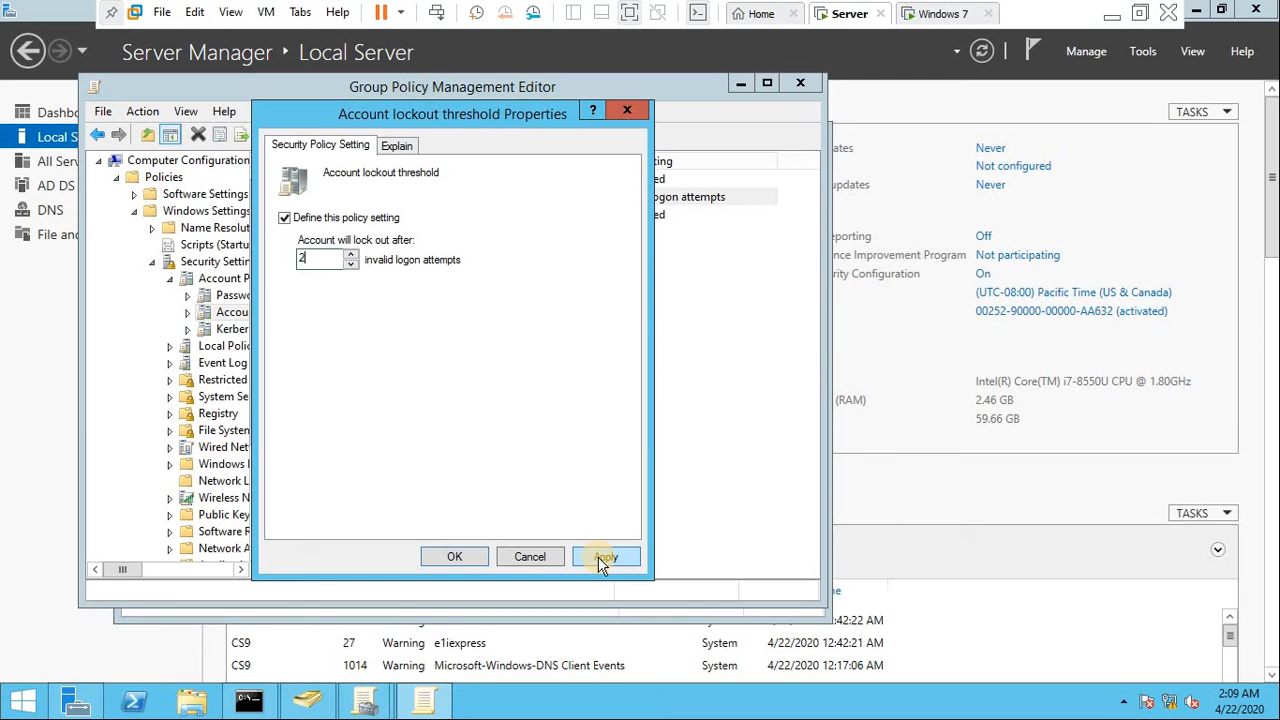 File Edit View VM Tabs Help
Home
Server
Windows 7
Server Manager
Local Server
Manage Tools View Help
Group Policy Management Editor
File Action View Help
Account lockout threshold Properties
?
Security Policy Setting
Explain
Account lockout threshold
Define this policy setting
Account will lock out after:
2
invalid logon attempts
OK
Cancel
Apply
Computer Configuration
Policies
Software Settings
Windows Settings
Name Resolu
Scripts (Startu
Security Settin
Account P
Passwo
Accou
Kerber
Local Polic
Event Log
Restricted
System Se
Registry
File System
Wired Net
Windows F
Network L
Wireless N
Public Key
Software R
Network A
ting
ed
ogon attempts
ed
Dashbo
Local S
All Serv
AD DS
DNS
File and
TASKS
ates
Never
Not configured
updates
Never
eporting
Off
ance Improvement Program
Not participating
ecurity Configuration
On
(UTC-08:00) Pacific Time (US & Canada)
00252-90000-00000-AA632 (activated)
Intel(R) Core(TM) i7-8550U CPU @ 1.80GHz
(RAM)
2.46 GB
59.66 GB
TASKS
me
:42:22 AM
CS9 27 Warning e1iexpress System 4/22/2020 12:42:21 AM
CS9 1014 Warning Microsoft-Windows-DNS Client Events System 4/22/2020 12:17:06 AM
2:09 AM
4/22/2020